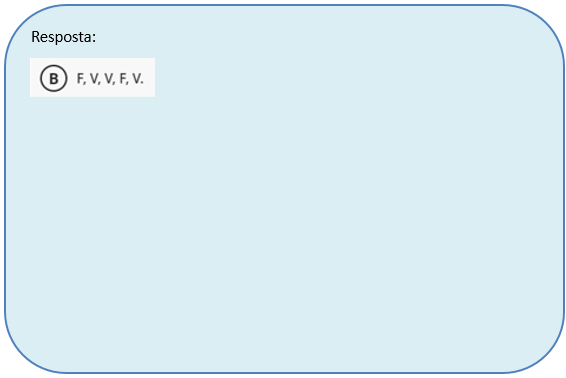 Resposta:
B F, V, V, F, V.